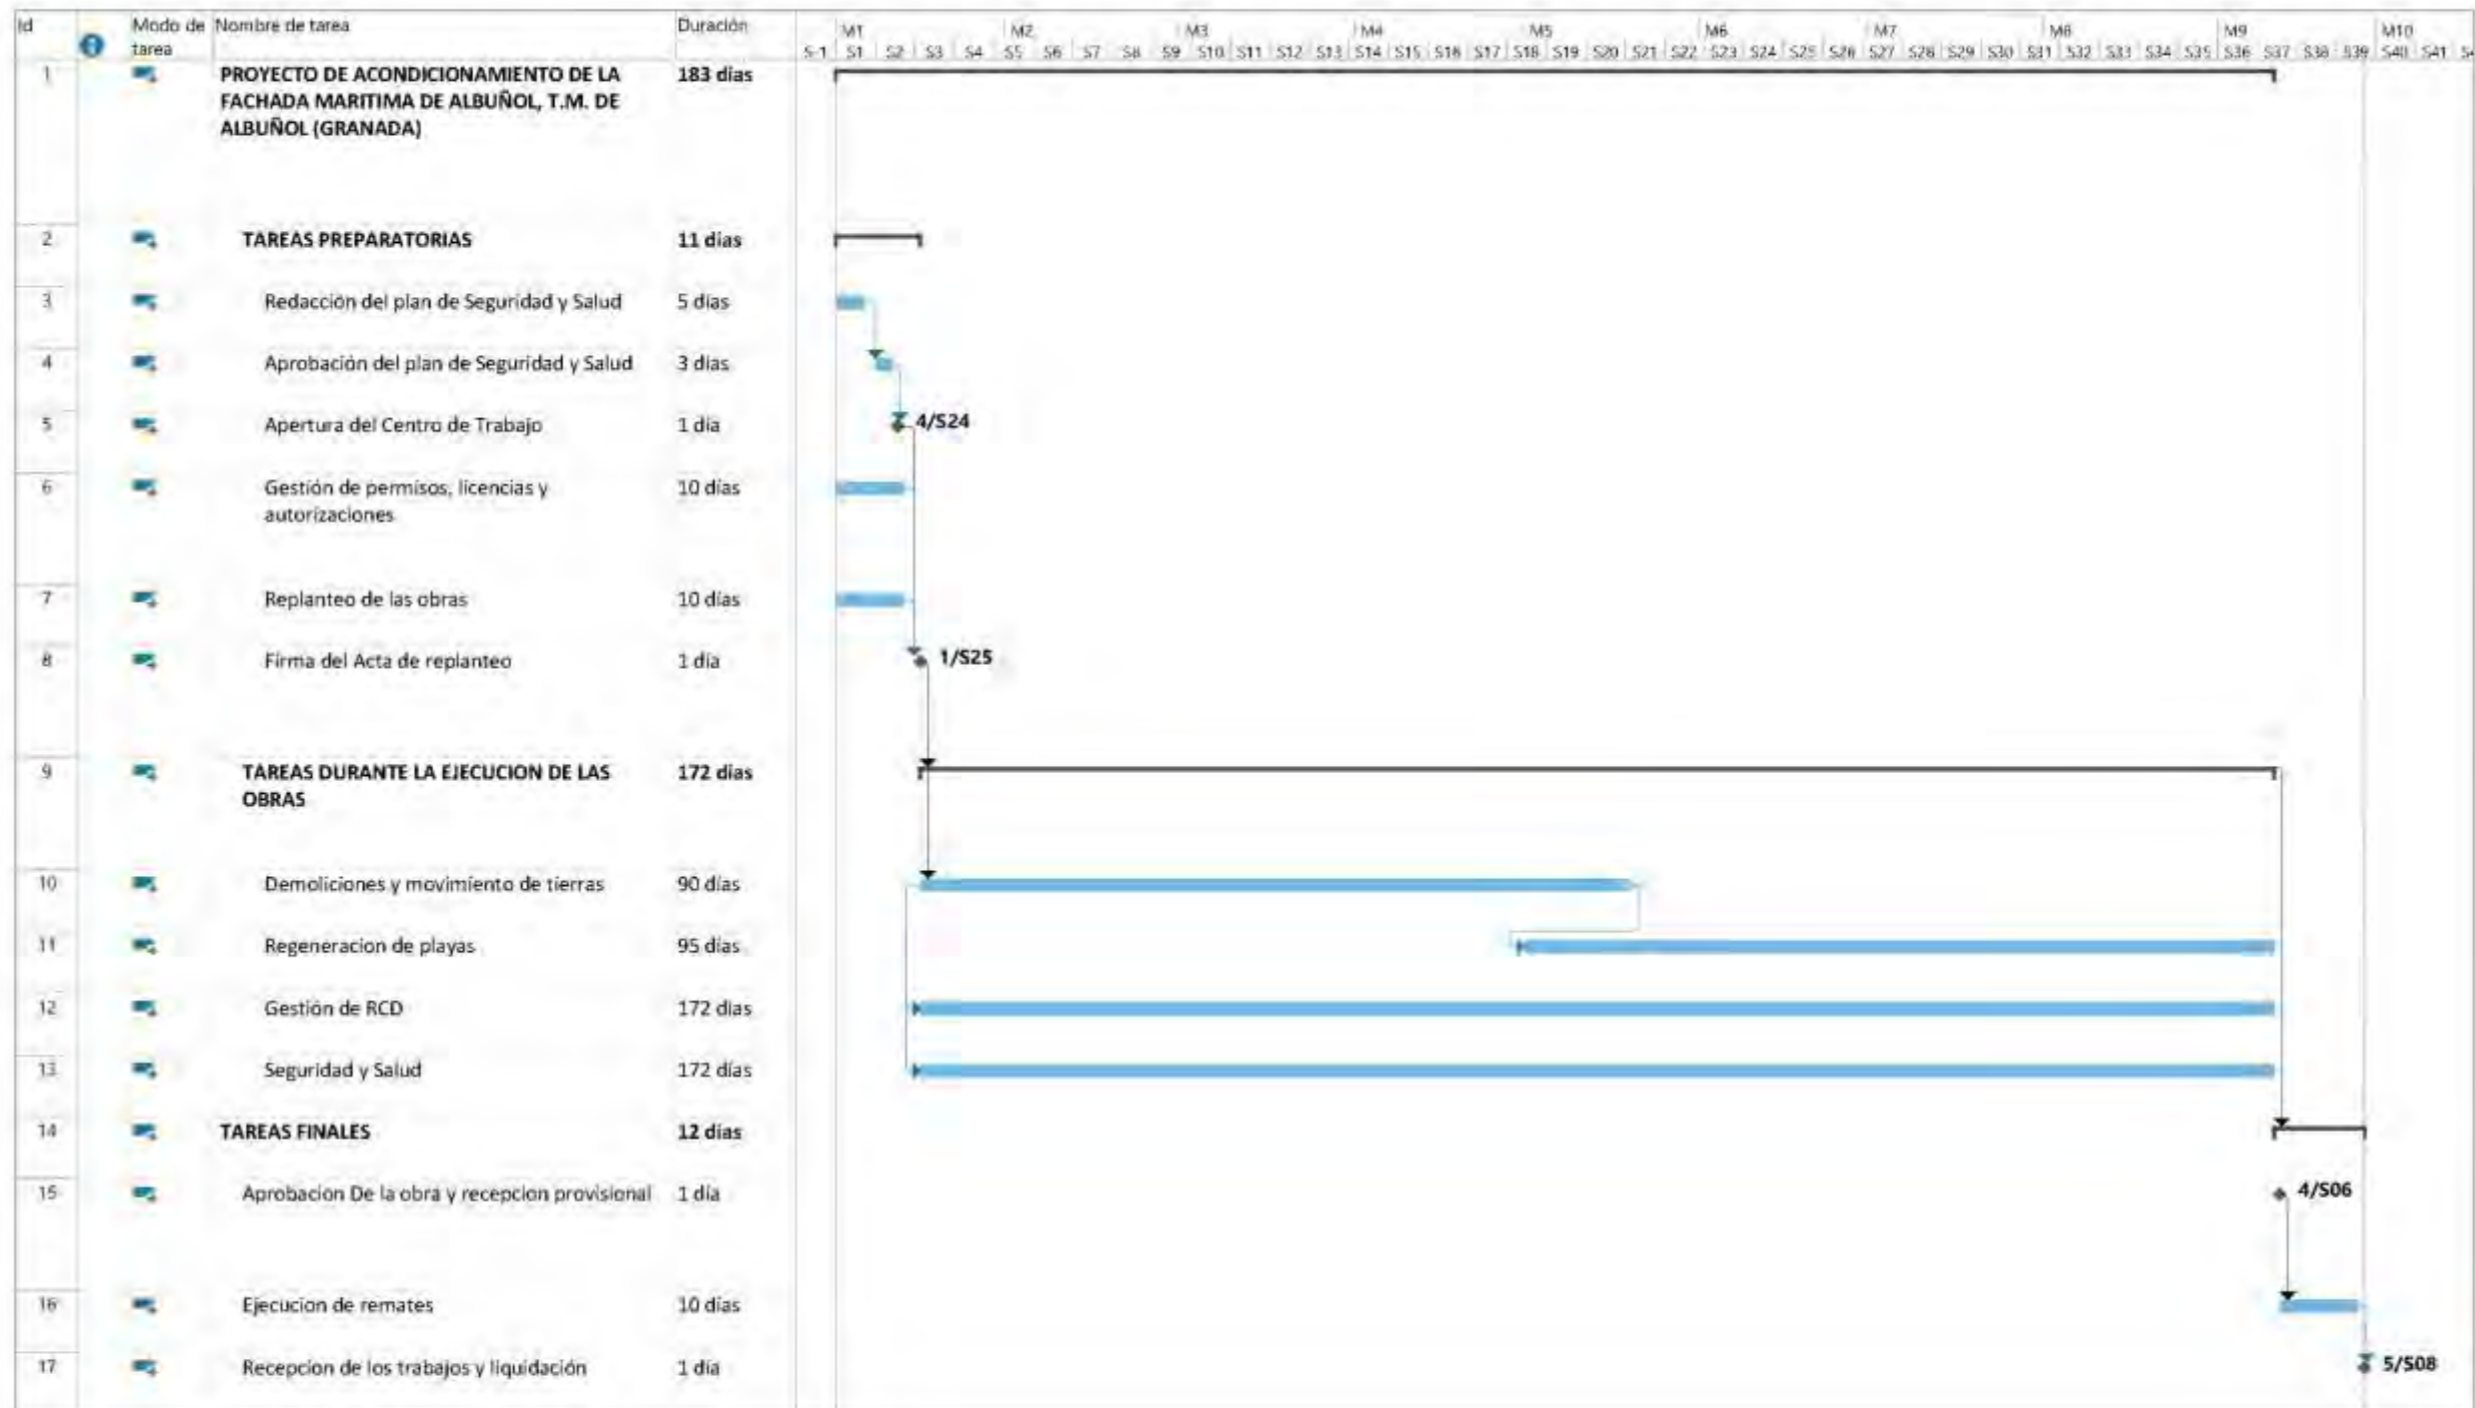 Id Modo de Nombre de tarea Duración M1 M2 M3 M4 M5 M6 M7 M8 M9 M10
tarea S-1 S1 S2 S3 S4 S5 S6 S7 S8 S9 S10 S11 S12 S13 S14 S15 S16 S17 S18 S19 S20 S21 S22 S23 S24 S25 S26 S27 S28 S29 S30 S31 S32 S33 S34 S35 S36 S37 S38 S39 S40 S41
1 PROYECTO DE ACONDICIONAMIENTO DE LA 183 días
FACHADA MARITIMA DE ALBUÑOL, T.M. DE
ALBUÑOL (GRANADA)
2 TAREAS PREPARATORIAS 11 días
3 Redacción del plan de Seguridad y Salud 5 días
4 Aprobación del plan de Seguridad y Salud 3 días
5 Apertura del Centro de Trabajo 1 día 4/S24
6 Gestión de permisos, licencias y 10 días
autorizaciones
7 Replanteo de las obras 10 días
8 Firma del Acta de replanteo 1 día 1/S25
9 TAREAS DURANTE LA EJECUCION DE LAS 172 días
OBRAS
10 Demoliciones y movimiento de tierras 90 días
11 Regeneracion de playas 95 días
12 Gestión de RCD 172 días
13 Seguridad y Salud 172 días
14 TAREAS FINALES 12 días
15 Aprobacion De la obra y recepcion provisional 1 día 4/S06
16 Ejecucion de remates 10 días
17 Recepcion de los trabajos y liquidación 1 día 5/S08